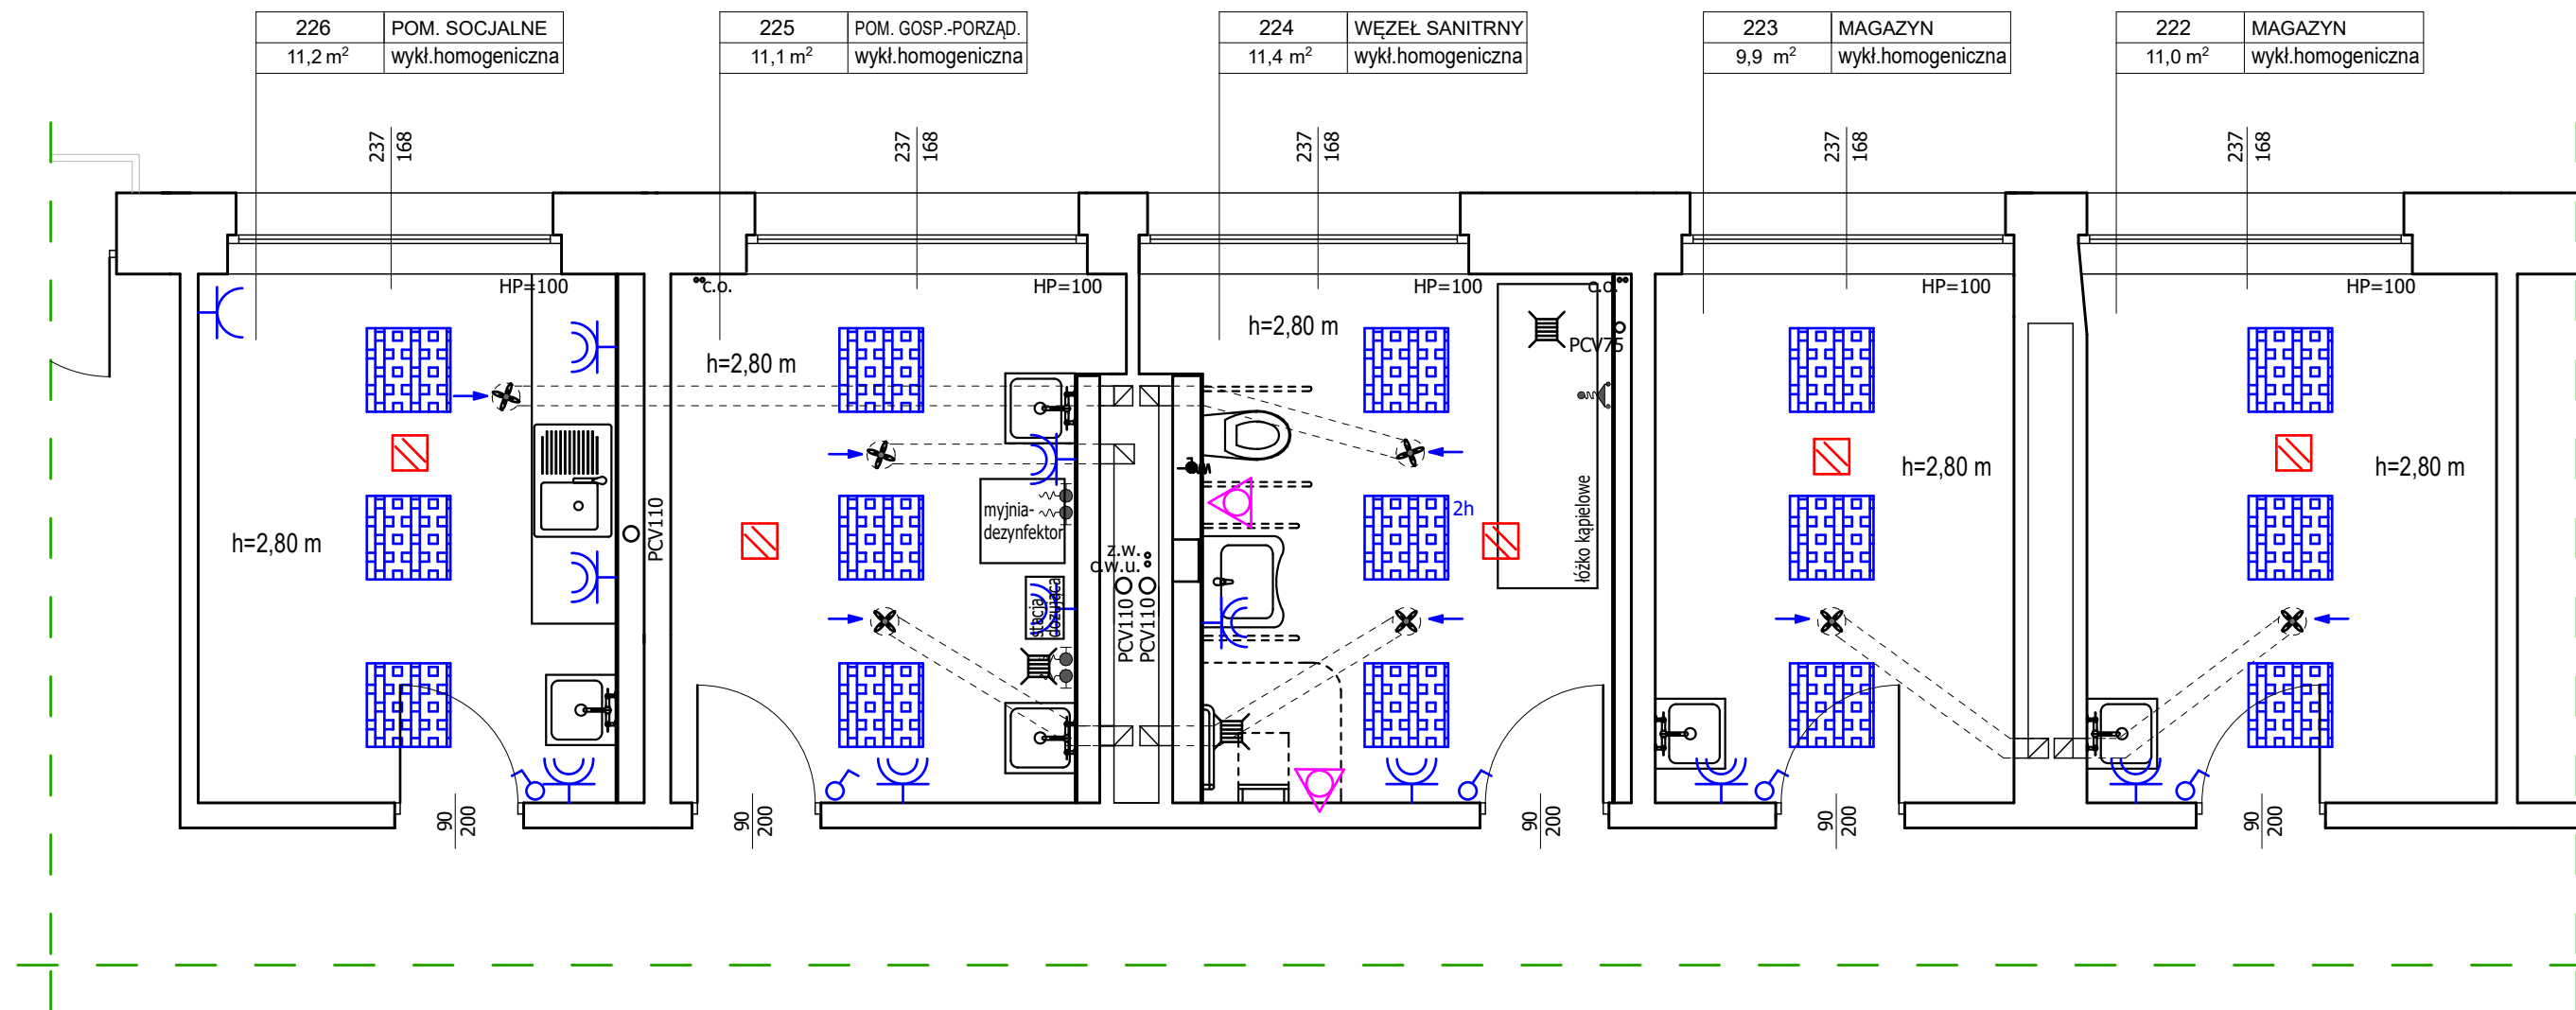 226 POM. SOCJALNE
11,2 m² wykł.homogeniczna
225 POM. GOSP.-PORZĄD.
11,1 m² wykł.homogeniczna
224 WĘZEŁ SANITRNY
11,4 m² wykł.homogeniczna
223 MAGAZYN
9,9 m² wykł.homogeniczna
222 MAGAZYN
11,0 m² wykł.homogeniczna
237
168
237
168
237
168
237
168
237
168
HP=100
c.o.
HP=100
HP=100
c.o.
HP=100
HP=100
h=2,80 m
h=2,80 m
PCV75
h=2,80 m
h=2,80 m
h=2,80 m
PCV110
myjnia-
dezynfektor
2h
łóżko kąpielowe
z.w.
c.w.u.
stacja
dozująca
PCV110
PCV110
90
200
90
200
90
200
90
200
90
200